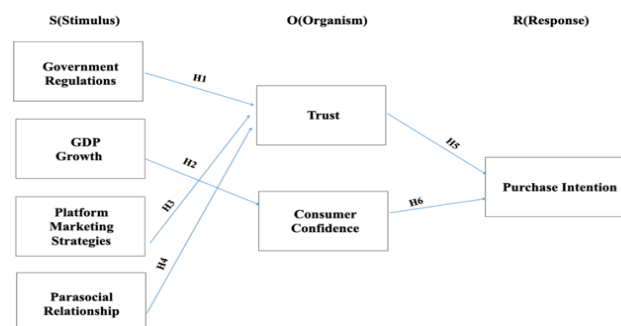 S(Stimulus)
O(Organism)
R(Response)
Government
Regulations
H1
Trust
GDP
Growth
H2
H5
Purchase Intention
H3
Platform
Marketing
Strategies
Consumer
Confidence
H6
H4
Parasocial
Relationship